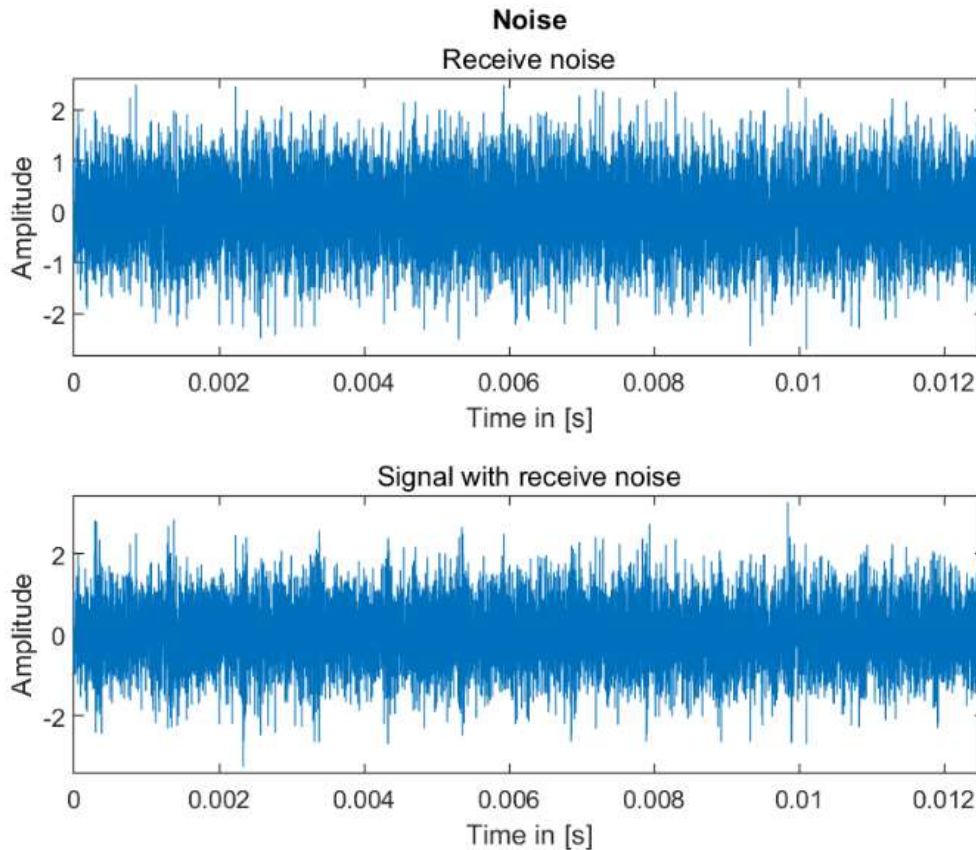 Noise
Receive noise
Amplitude
2
1
0
-1
-2
0 0.002 0.004 0.006 0.008 0.01 0.012
Time in [s]
Signal with receive noise
Amplitude
2
0
-2
0 0.002 0.004 0.006 0.008 0.01 0.012
Time in [s]